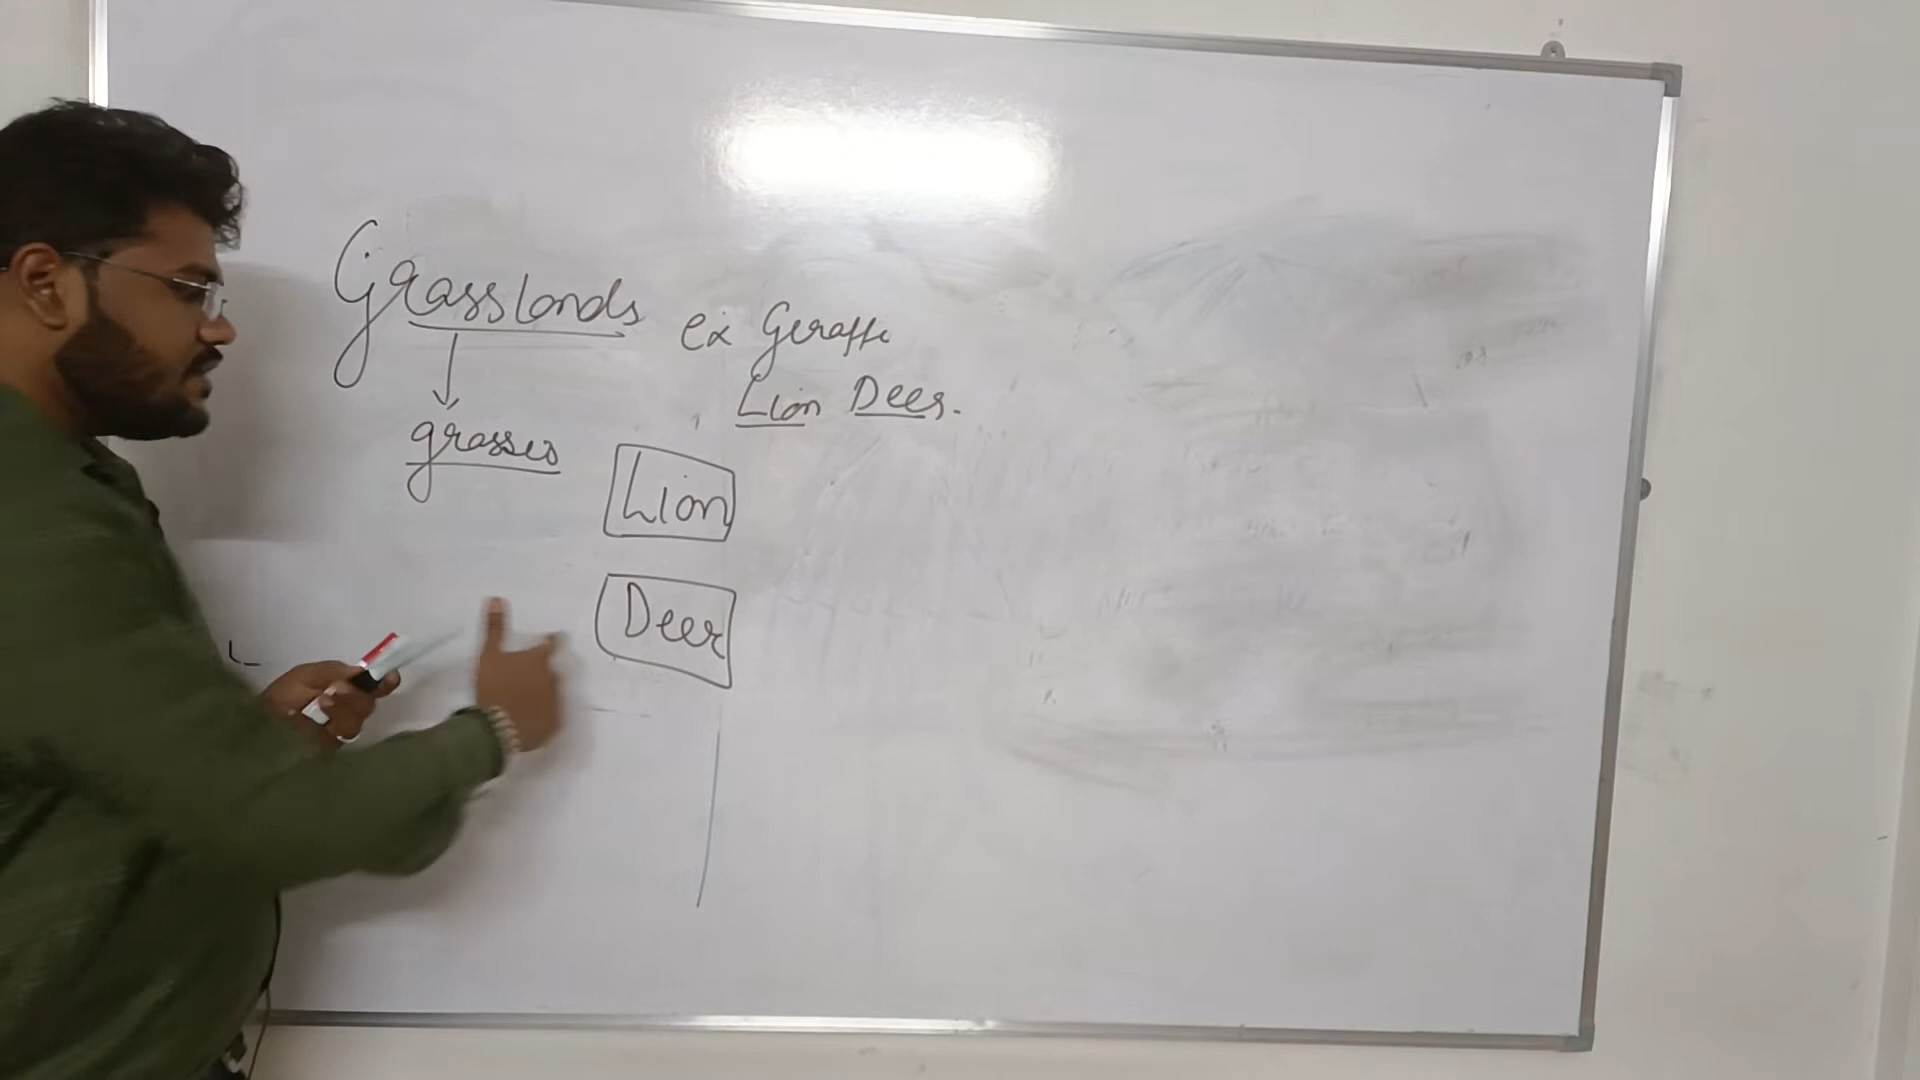 Grasslands
ex Geraffe
Lion Deer.
grasses
Lion
Deer